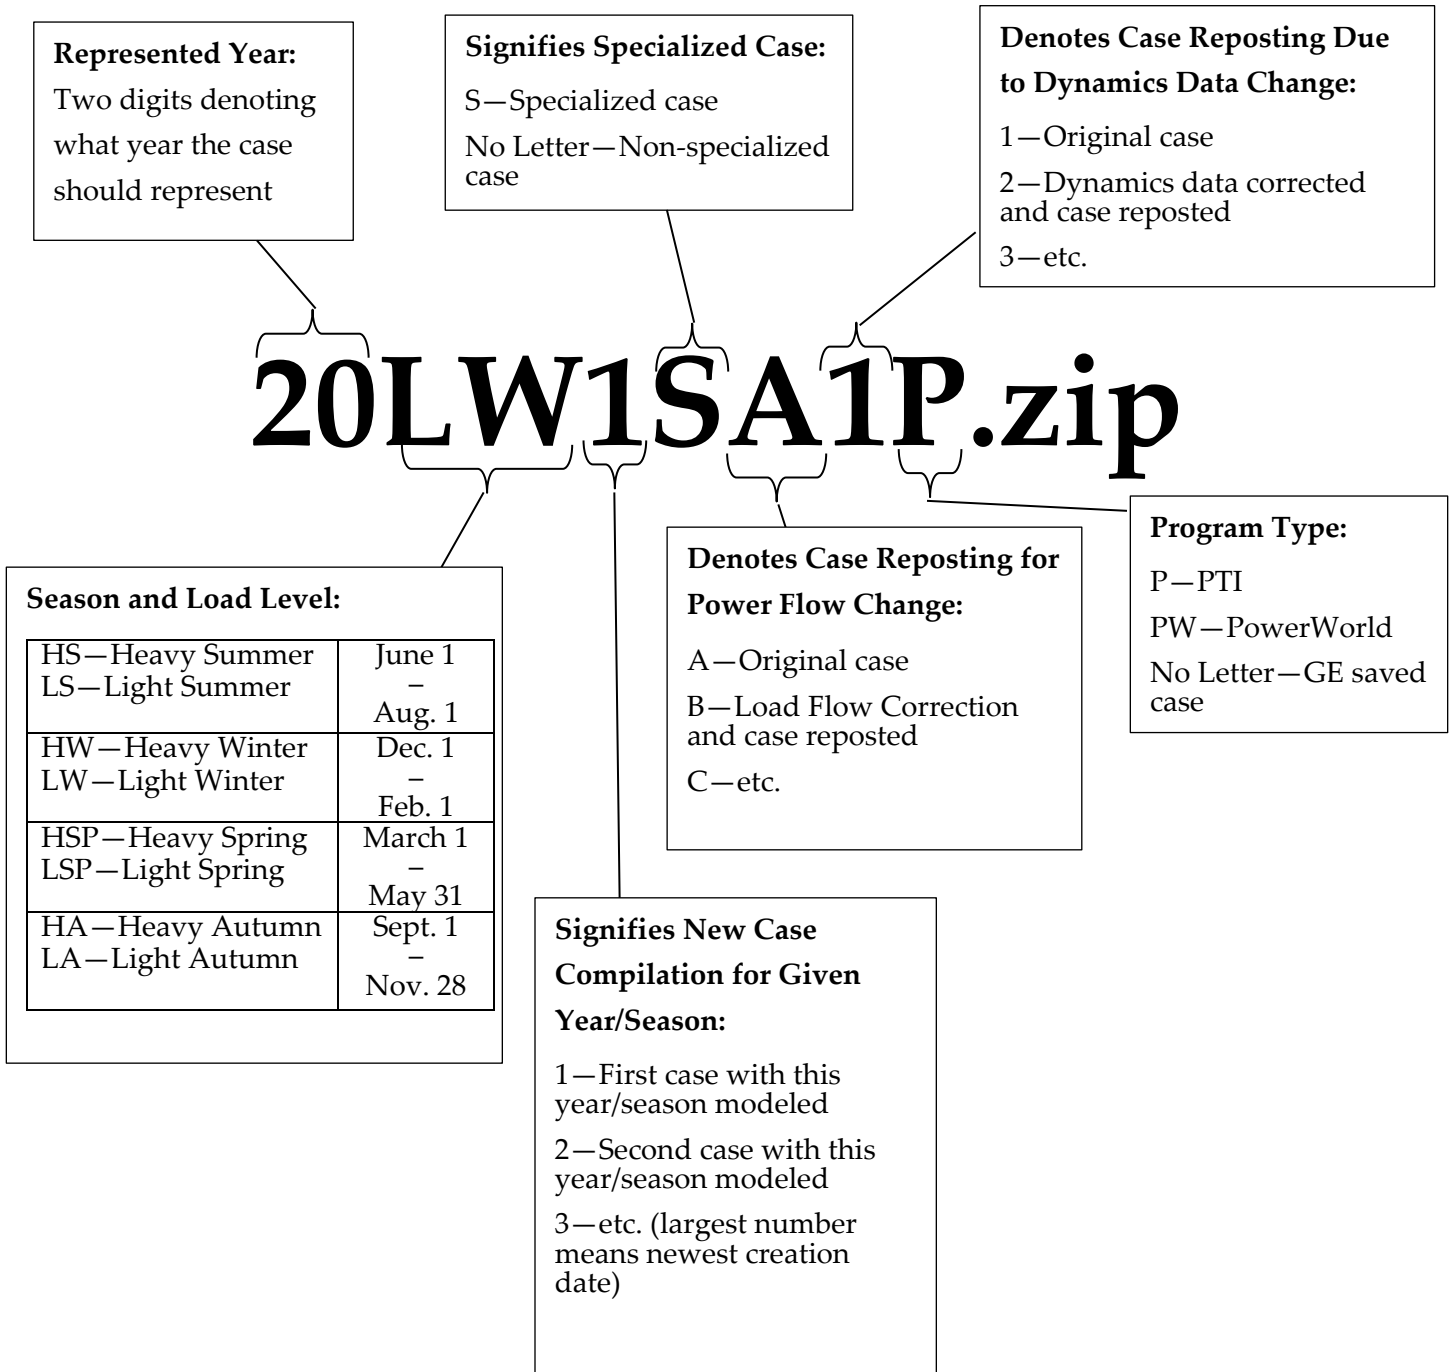 Represented Year:
Two digits denoting
what year the case
should represent
Signifies Specialized Case:
S—Specialized case
No Letter—Non-specialized
case
Denotes Case Reposting Due
to Dynamics Data Change:
1—Original case
2—Dynamics data corrected
and case reposted
3—etc.
20LW1SA1P.zip
Season and Load Level:
HS—Heavy Summer June 1
LS—Light Summer –
Aug. 1
HW—Heavy Winter Dec. 1
LW—Light Winter –
Feb. 1
HSP—Heavy Spring March 1
LSP—Light Spring –
May 31
HA—Heavy Autumn Sept. 1
LA—Light Autumn –
Nov. 28
Signifies New Case
Compilation for Given
Year/Season:
1—First case with this
year/season modeled
2—Second case with this
year/season modeled
3—etc. (largest number
means newest creation
date)
Denotes Case Reposting for
Power Flow Change:
A—Original case
B—Load Flow Correction
and case reposted
C—etc.
Program Type:
P—PTI
PW—PowerWorld
No Letter—GE saved
case